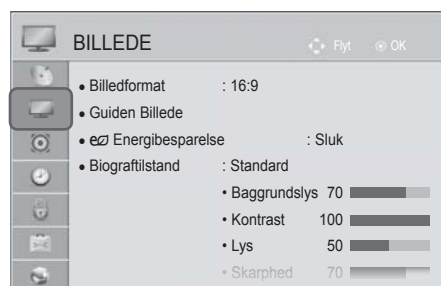 BILLEDE
Flyt OK
• Billedformat : 16:9
• Guiden Billede
• Energibesparelse : Sluk
• Biograftilstand : Standard
• Baggrundslys 70
• Kontrast 100
• Lys 50
• Skarphed 70